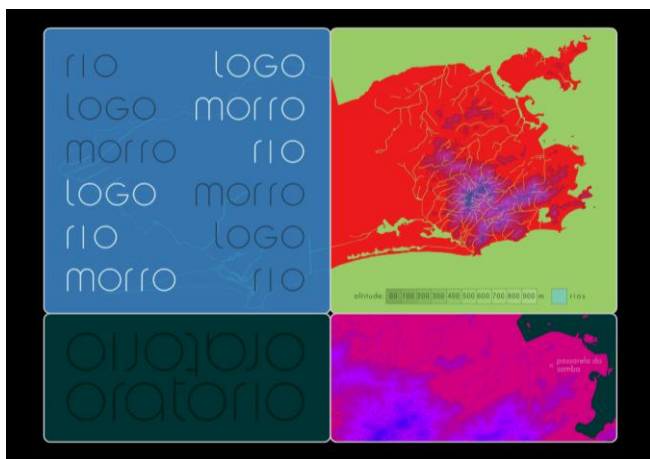 rio LOGO
LOGO morro
morro rio
LOGO morro
rio LOGO
morro rio
altitude 00 100 200 300 400 500 600 700 800 900 m rios
oratorio
oratorio
passarela do
samba